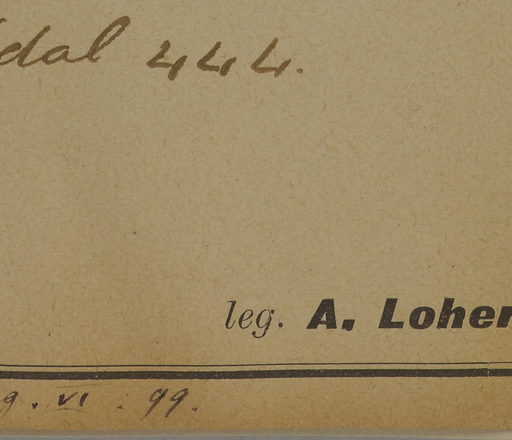 dal 444.
leg. A. Loher
9. VI. 99.